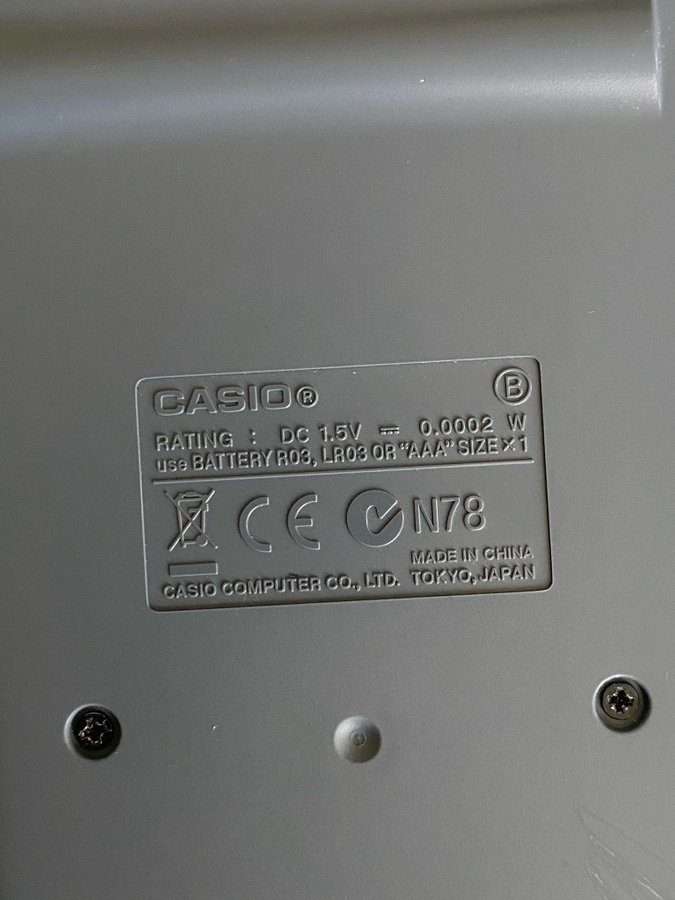 CASIO® B
RATING : DC 1.5V ⎓ 0.0002 W
use BATTERY R03, LR03 OR "AAA" SIZE × 1
CE N78
MADE IN CHINA
CASIO COMPUTER CO., LTD. TOKYO, JAPAN